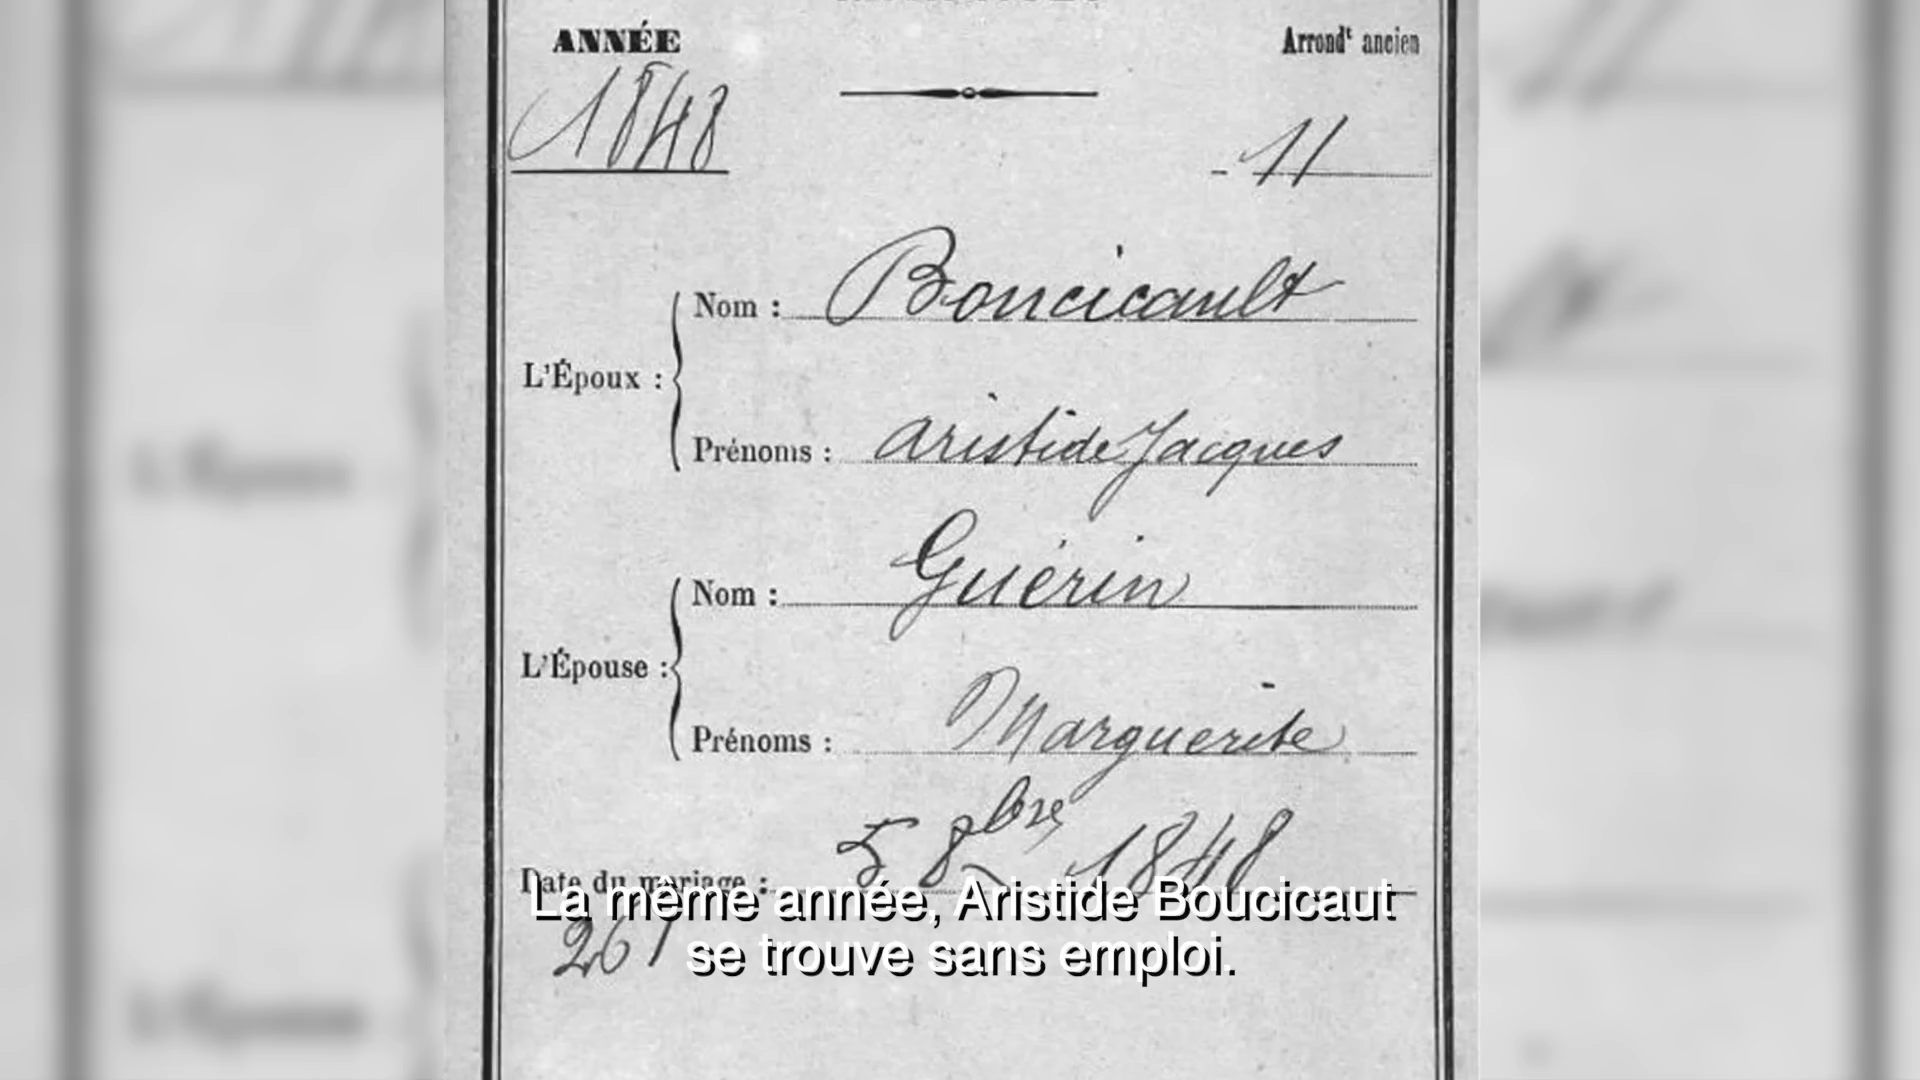 ANNÉE
Arrondt ancien
1848
- 11
Nom : Boucicault
L'Époux :
Prénoms : Aristide Jacques
Nom : Guérin
L'Épouse :
Prénoms : Marguerite
Date du mariage : 5 8bre 1848
La même année, Aristide Boucicaut
261
se trouve sans emploi.